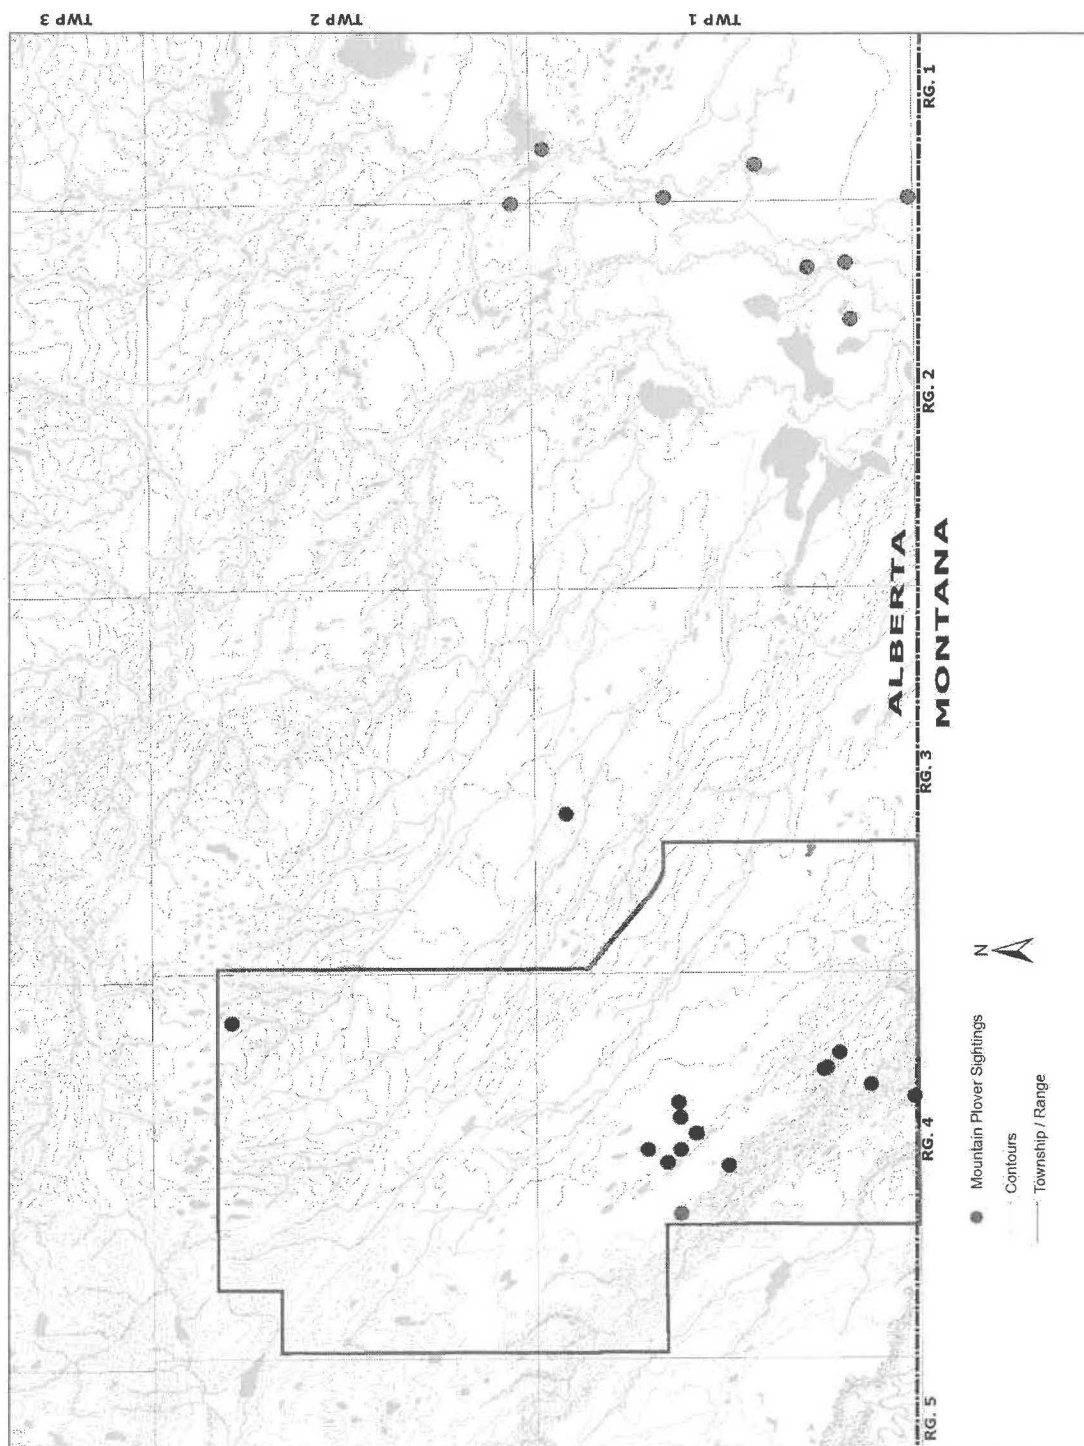 TWP 3
TWP 2
TWP 1
ALBERTA
MONTANA
RG. 5
RG. 4
RG. 3
RG. 2
RG. 1
N
Mountain Plover Sightings
Contours
Township / Range